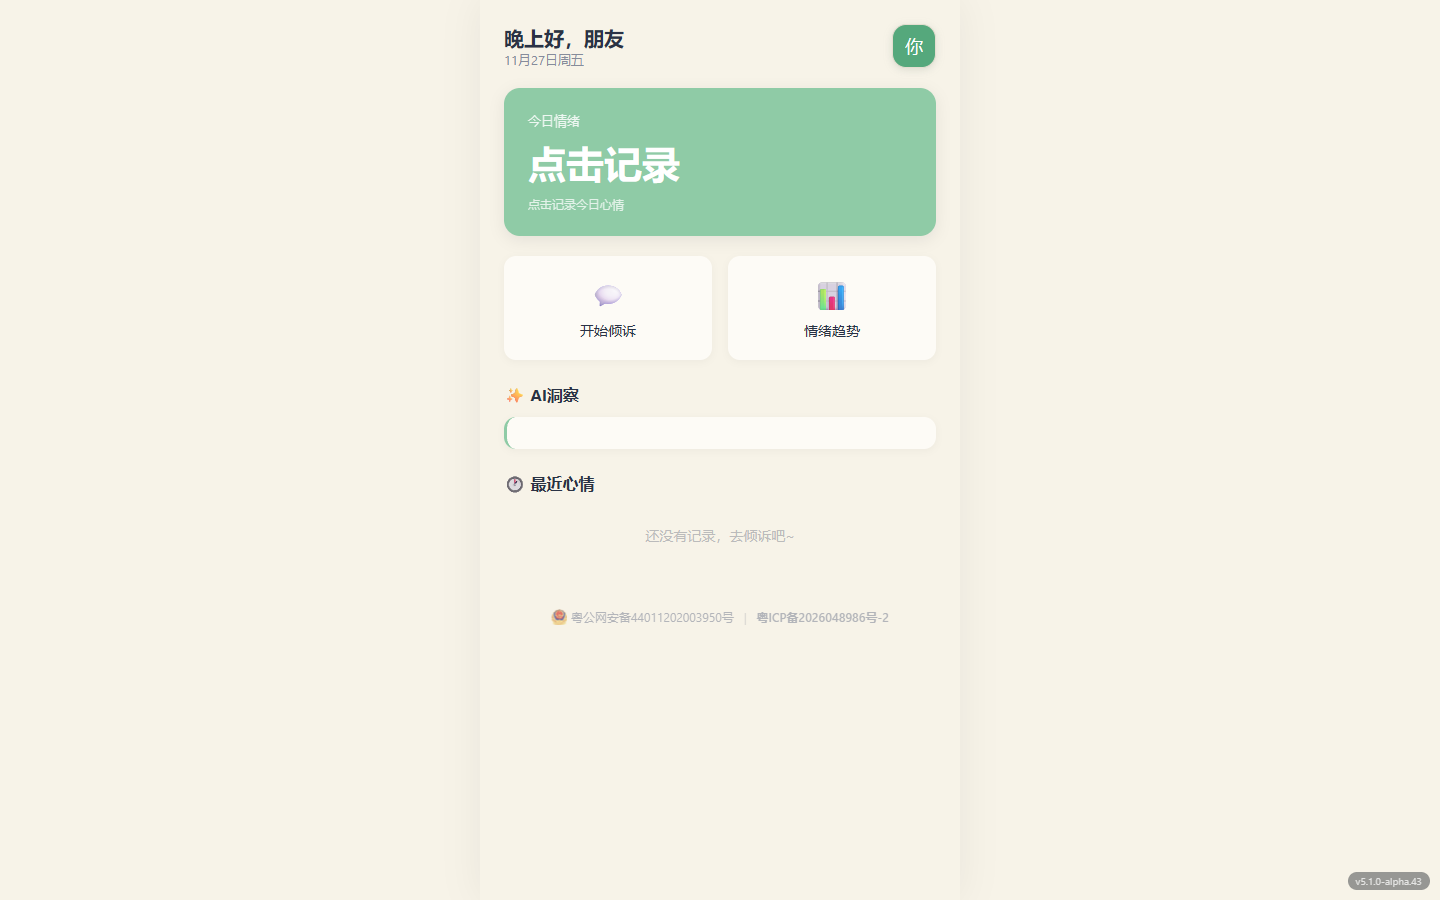 晚上好，朋友
11月27日周五
你
今日情绪
点击记录
点击记录今日心情
开始倾诉
情绪趋势
AI洞察
最近心情
还没有记录，去倾诉吧~
粤公网安备44011202003950号 | 粤ICP备2026048986号-2
v5.1.0-alpha.43